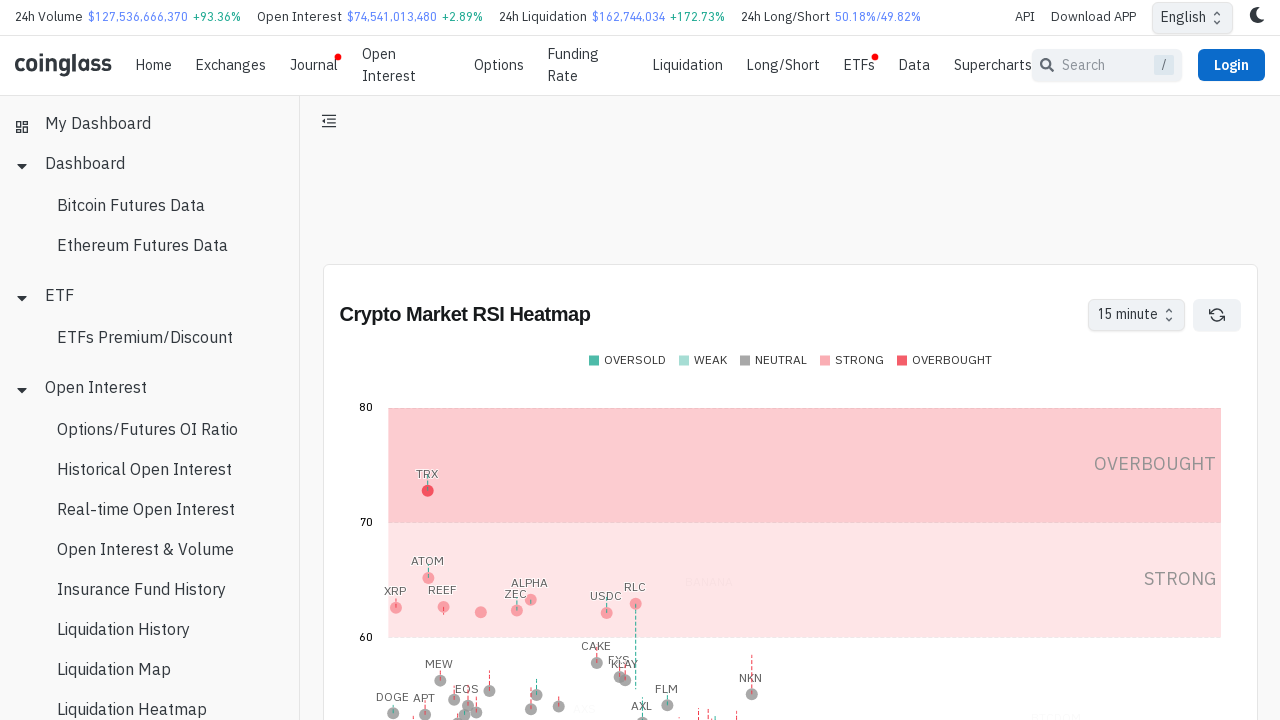 24h Volume $127,536,666,370 +93.36% Open Interest $74,541,013,480 +2.89% 24h Liquidation $162,744,034 +172.73% 24h Long/Short 50.18%/49.82% API Download APP English
coinglass Home Exchanges Journal Open Interest Options Funding Rate Liquidation Long/Short ETFs Data Supercharts Search / Login
My Dashboard
Dashboard
Bitcoin Futures Data
Ethereum Futures Data
ETF
ETFs Premium/Discount
Open Interest
Options/Futures OI Ratio
Historical Open Interest
Real-time Open Interest
Open Interest & Volume
Insurance Fund History
Liquidation History
Liquidation Map
Liquidation Heatmap
Crypto Market RSI Heatmap
15 minute
OVERSOLD WEAK NEUTRAL STRONG OVERBOUGHT
80
OVERBOUGHT
TRX
70
ATOM
STRONG
XRP REEF ZEC ALPHA USDC RLC
60
CAKE
MEW KLAY
NKN
DOGE APT EOS FLM
AXL